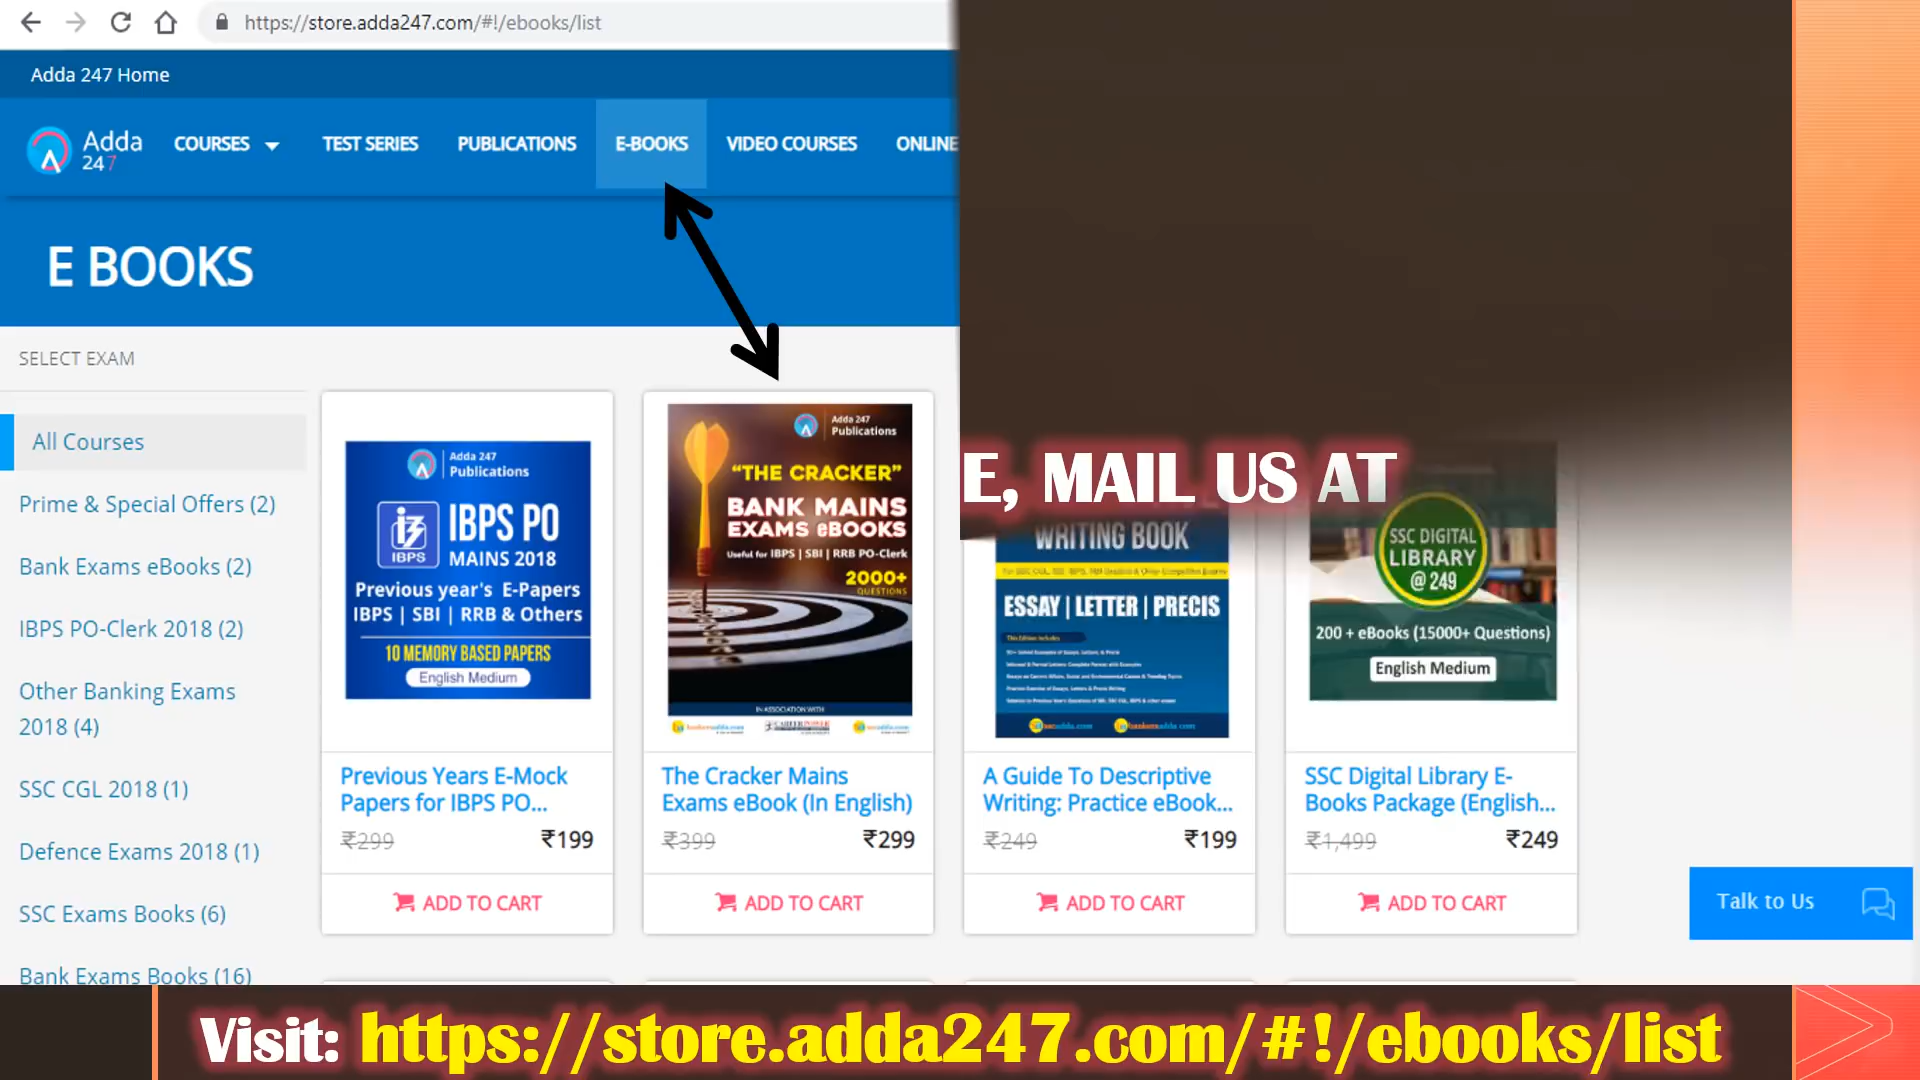 https://store.adda247.com/#!/ebooks/list
Adda 247 Home
Adda
247
COURSES
TEST SERIES
PUBLICATIONS
E-BOOKS
VIDEO COURSES
ONLINE
E BOOKS
SELECT EXAM
All Courses
Prime & Special Offers (2)
Bank Exams eBooks (2)
IBPS PO-Clerk 2018 (2)
Other Banking Exams
2018 (4)
SSC CGL 2018 (1)
Defence Exams 2018 (1)
SSC Exams Books (6)
Bank Exams Books (16)
E, MAIL US AT
Adda 247
Publications
IBPS
IBPS PO
MAINS 2018
Previous year's E-Papers
IBPS | SBI | RRB & Others
10 MEMORY BASED PAPERS
English Medium
Previous Years E-Mock
Papers for IBPS PO...
₹299
₹199
ADD TO CART
Adda 247
Publications
"THE CRACKER"
BANK MAINS
EXAMS eBOOKS
Useful for IBPS | SBI | RRB PO-Clerk
2000+
QUESTIONS
IN ASSOCIATION WITH
The Cracker Mains
Exams eBook (In English)
₹399
₹299
ADD TO CART
WRITING BOOK
ESSAY | LETTER | PRECIS
A Guide To Descriptive
Writing: Practice eBook...
₹249
₹199
ADD TO CART
SSC DIGITAL
LIBRARY
@ 249
200 + eBooks (15000+ Questions)
English Medium
SSC Digital Library E-
Books Package (English...
₹1,499
₹249
ADD TO CART
Talk to Us
Visit: https://store.adda247.com/#!/ebooks/list